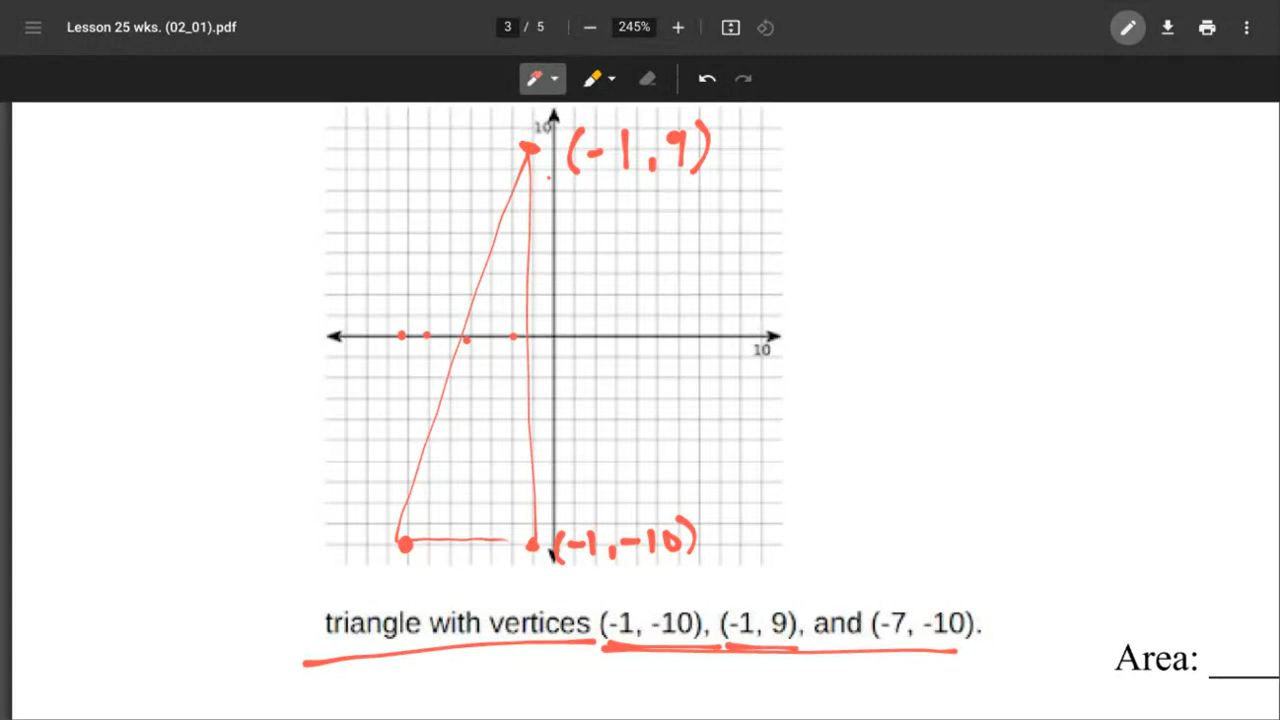 Lesson 25 wks. (02_01).pdf
3 / 5
245%
10
(-1, 9)
10
(-1, -10)
triangle with vertices (-1, -10), (-1, 9), and (-7, -10).
Area: